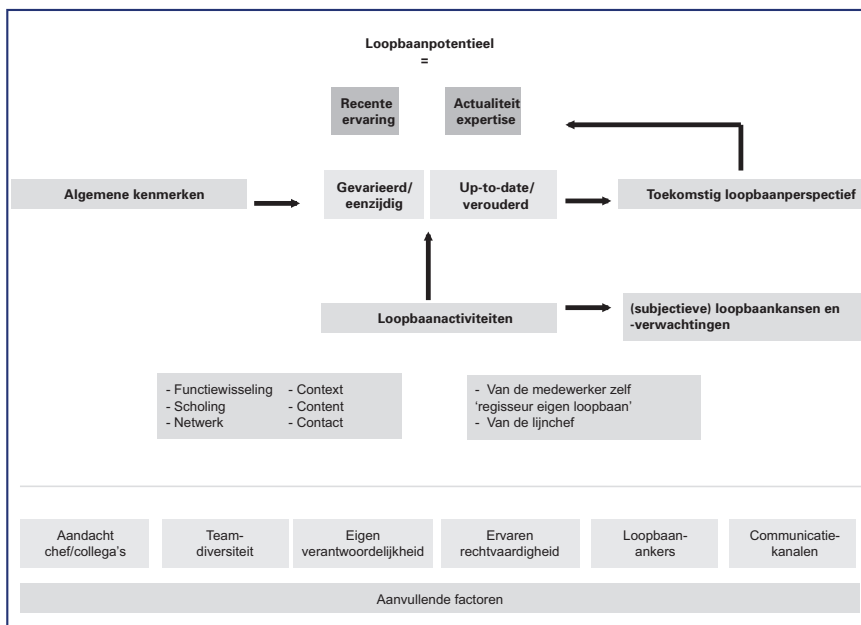 Loopbaanpotentieel
=
Recente
ervaring
Actualiteit
expertise
Algemene kenmerken
Gevarieerd/
eenzijdig
Up-to-date/
verouderd
Toekomstig loopbaanperspectief
Loopbaanactiviteiten
(subjectieve) loopbaankansen en
-verwachtingen
- Functiewisseling - Context
- Scholing - Content
- Netwerk - Contact
- Van de medewerker zelf
‘regisseur eigen loopbaan’
- Van de lijnchef
Aandacht
chef/collega's
Team-
diversiteit
Eigen
verantwoordelijkheid
Ervaren
rechtvaardigheid
Loopbaan-
ankers
Communicatie-
kanalen
Aanvullende factoren